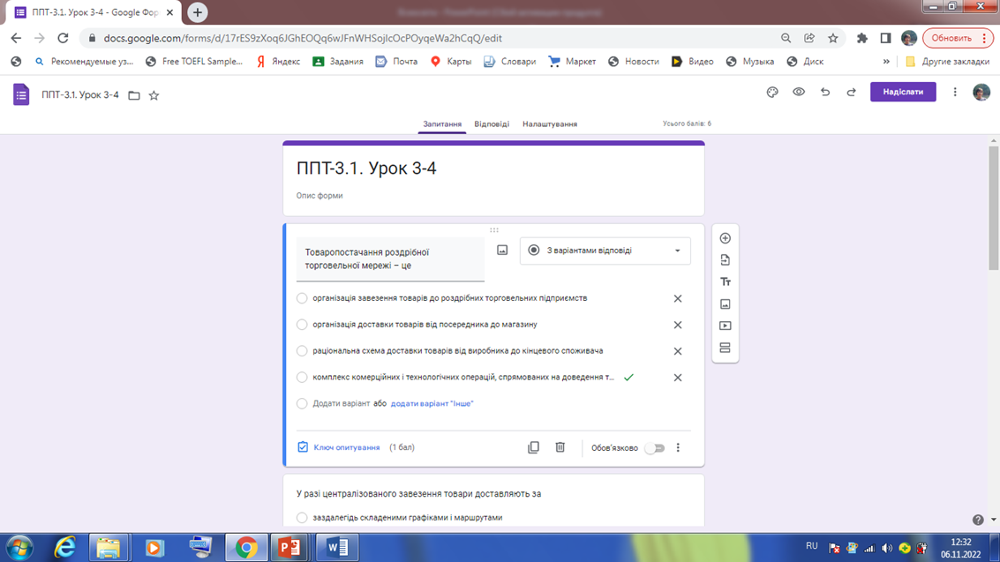 ППТ-3.1. Урок 3-4 - Google Фор
docs.google.com/forms/d/17rES9zXoq6JGhEOQq6wJFnWHSojlcOcPOyqeWa2hCqQ/edit
Обновить
Рекомендуемые уз...
Free TOEFL Sample...
Яндекс
Задания
Почта
Карты
Словари
Маркет
Новости
Видео
Музыка
Диск
»
Другие закладки
ППТ-3.1. Урок 3-4
Надіслати
Запитання
Відповіді
Налаштування
Усього балів: 6
ППТ-3.1. Урок 3-4
Опис форми
Товаропостачання роздрібної
торговельної мережі – це
З варіантами відповіді
організація завезення товарів до роздрібних торговельних підприємств
організація доставки товарів від посередника до магазину
раціональна схема доставки товарів від виробника до кінцевого споживача
комплекс комерційних і технологічних операцій, спрямованих на доведення т...
Додати варіант або додати варіант "Інше"
Ключ опитування (1 бал)
Обов'язково
У разі централізованого завезення товари доставляють за
заздалегідь складеними графіками і маршрутами
RU
12:32
06.11.2022